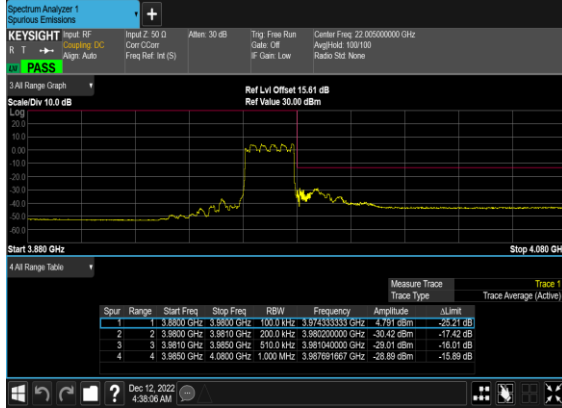 Spectrum Analyzer 1
Spurious Emissions
+
KEYSIGHT Input: RF Input Z: 50 Ω Atten: 30 dB Trig: Free Run Center Freq: 22.005000000 GHz
R T Coupling: DC Corr CCorr Gate: Off Avg|Hold: 100/100
Align: Auto Freq Ref: Int (S) IF Gain: Low Radio Std: None
PASS
3 All Range Graph
Ref Lvl Offset 15.61 dB
Scale/Div 10.0 dB Ref Value 30.00 dBm
Log
20.0
10.0
0.00
-10.0
-20.0
-30.0
-40.0
-50.0
-60.0
Start 3.880 GHz Stop 4.080 GH
4 All Range Table
Measure Trace Trace 1
Trace Type Trace Average (Active)
Spur Range Start Freq Stop Freq RBW Frequency Amplitude ΔLimit
1 1 3.8800 GHz 3.9800 GHz 100.0 kHz 3.974333333 GHz 4.791 dBm -25.21 dB
2 2 3.9800 GHz 3.9810 GHz 200.0 kHz 3.980200000 GHz -30.42 dBm -17.42 dB
3 3 3.9810 GHz 3.9850 GHz 510.0 kHz 3.981040000 GHz -29.01 dBm -16.01 dB
4 4 3.9850 GHz 4.0800 GHz 1.000 MHz 3.987691667 GHz -28.89 dBm -15.89 dB
? Dec 12, 2022
4:38:06 AM